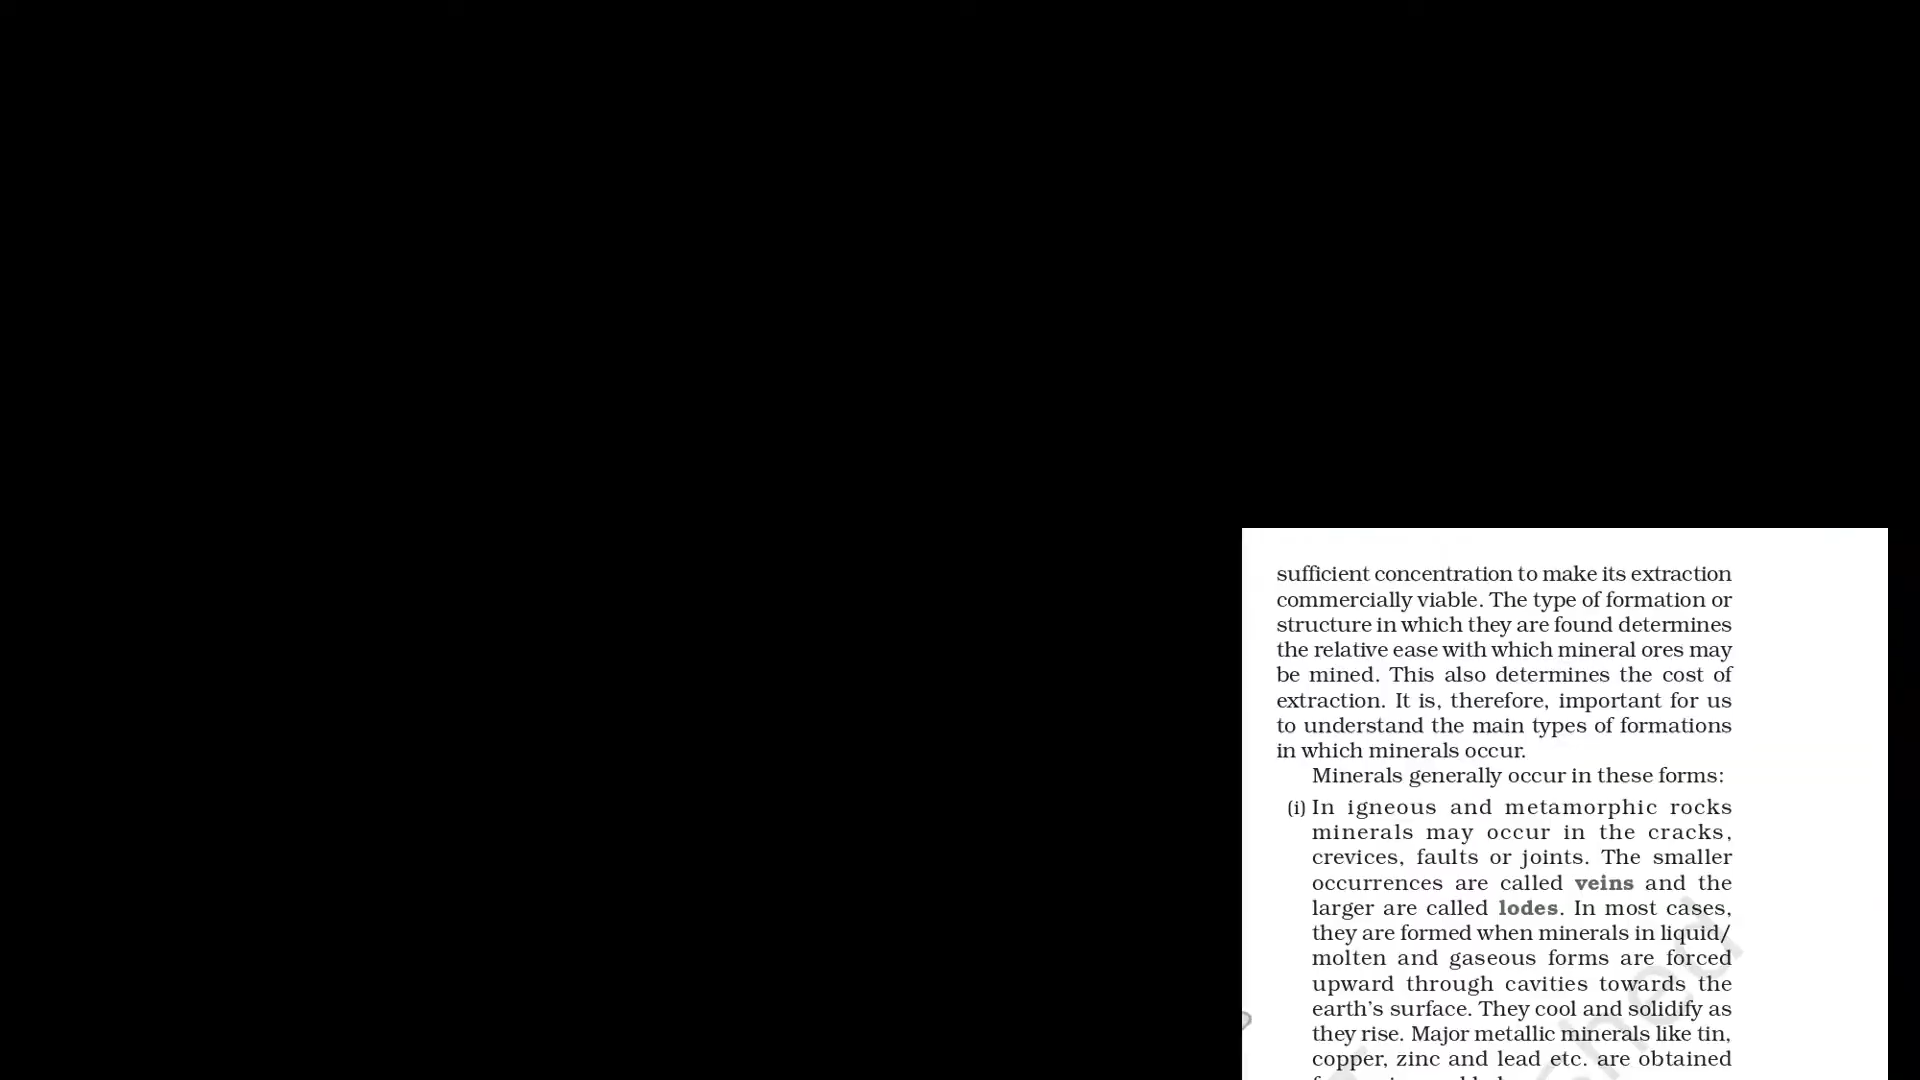 sufficient concentration to make its extraction
commercially viable. The type of formation or
structure in which they are found determines
the relative ease with which mineral ores may
be mined. This also determines the cost of
extraction. It is, therefore, important for us
to understand the main types of formations
in which minerals occur.
Minerals generally occur in these forms:
(i) In igneous and metamorphic rocks
minerals may occur in the cracks,
crevices, faults or joints. The smaller
occurrences are called veins and the
larger are called lodes. In most cases,
they are formed when minerals in liquid/
molten and gaseous forms are forced
upward through cavities towards the
earth's surface. They cool and solidify as
they rise. Major metallic minerals like tin,
copper, zinc and lead etc. are obtained